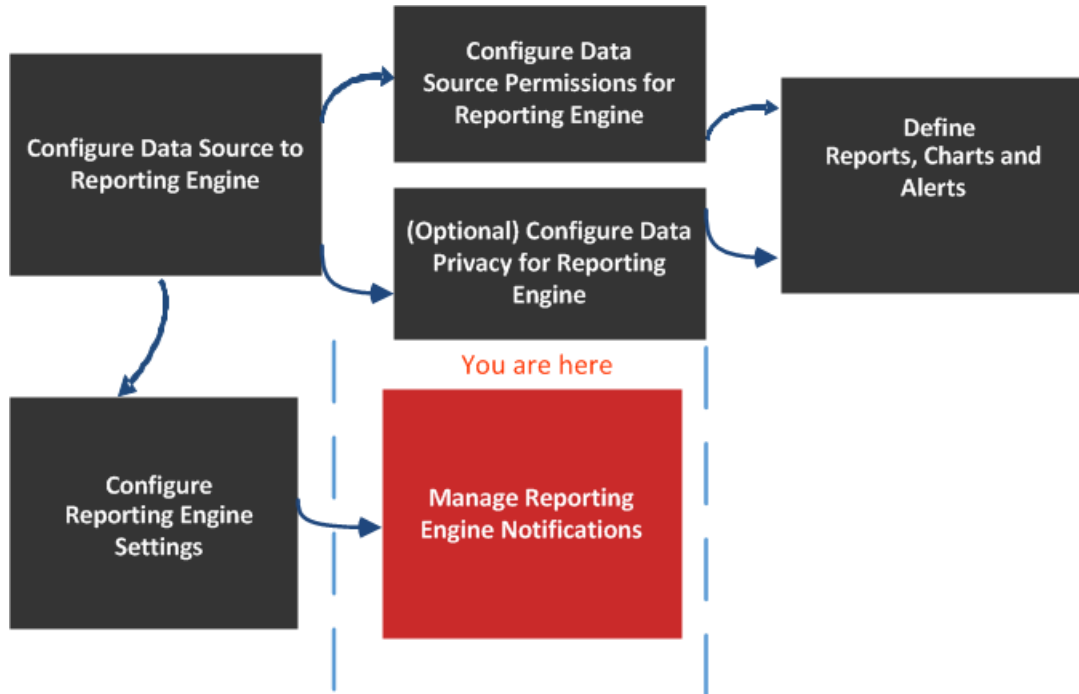 Configure Data Source to
Reporting Engine
Configure Data
Source Permissions for
Reporting Engine
(Optional) Configure Data
Privacy for Reporting
Engine
Define
Reports, Charts and
Alerts
You are here
Configure
Reporting Engine
Settings
Manage Reporting
Engine Notifications